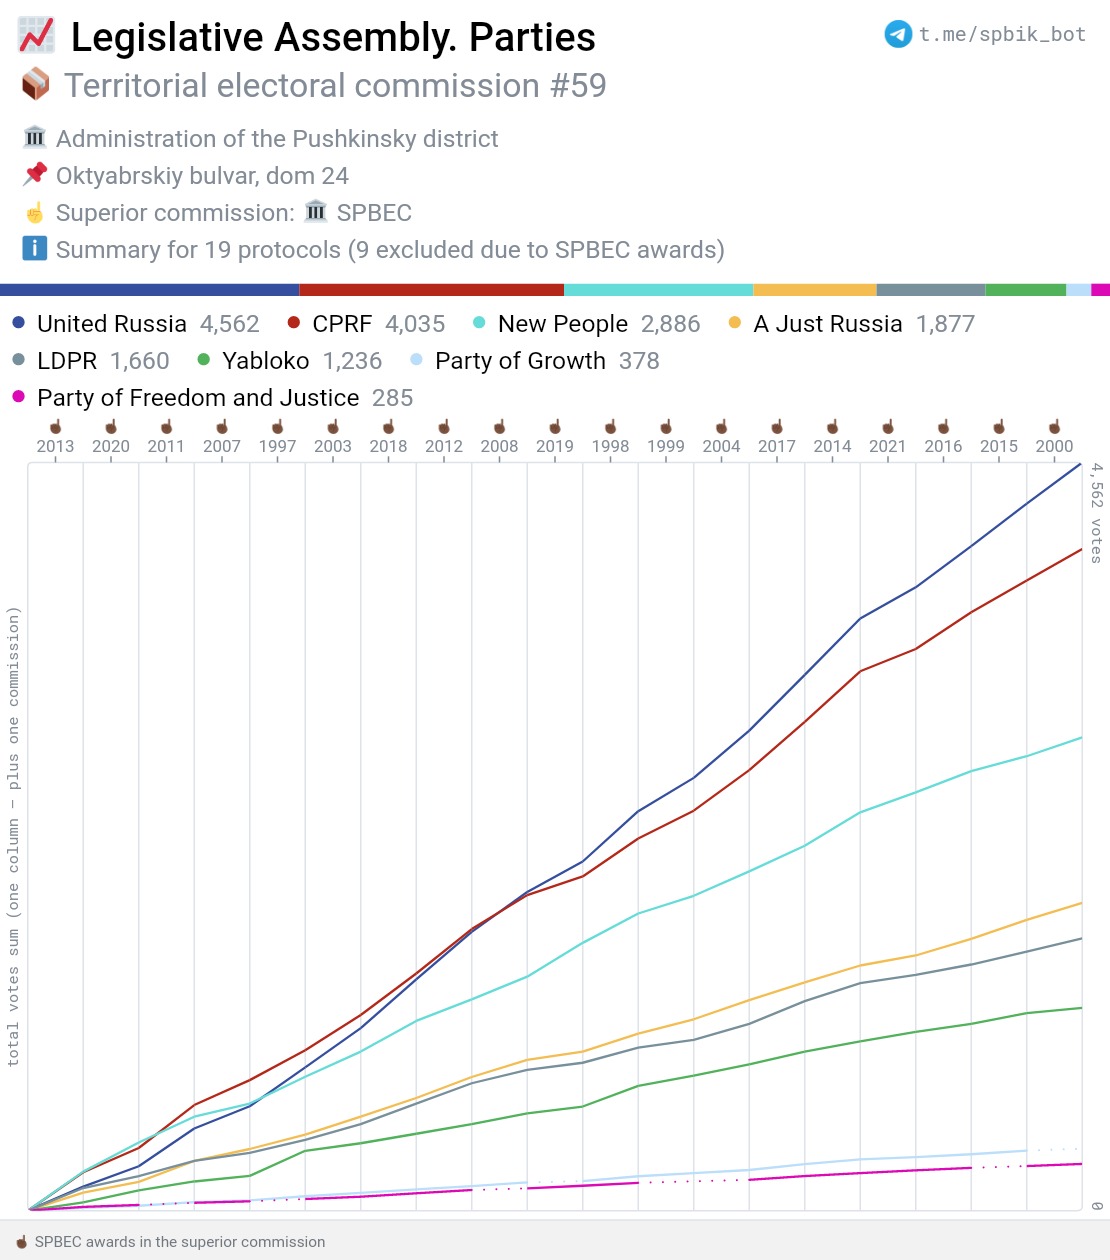 Legislative Assembly. Parties
t.me/spbik_bot
Territorial electoral commission #59
Administration of the Pushkinsky district
Oktyabrskiy bulvar, dom 24
Superior commission: SPBEC
Summary for 19 protocols (9 excluded due to SPBEC awards)
United Russia 4,562 CPRF 4,035 New People 2,886 A Just Russia 1,877
LDPR 1,660 Yabloko 1,236 Party of Growth 378
Party of Freedom and Justice 285
2013 2020 2011 2007 1997 2003 2018 2012 2008 2019 1998 1999 2004 2017 2014 2021 2016 2015 2000
4,562 votes
total votes sum (one column – plus one commission)
0
SPBEC awards in the superior commission